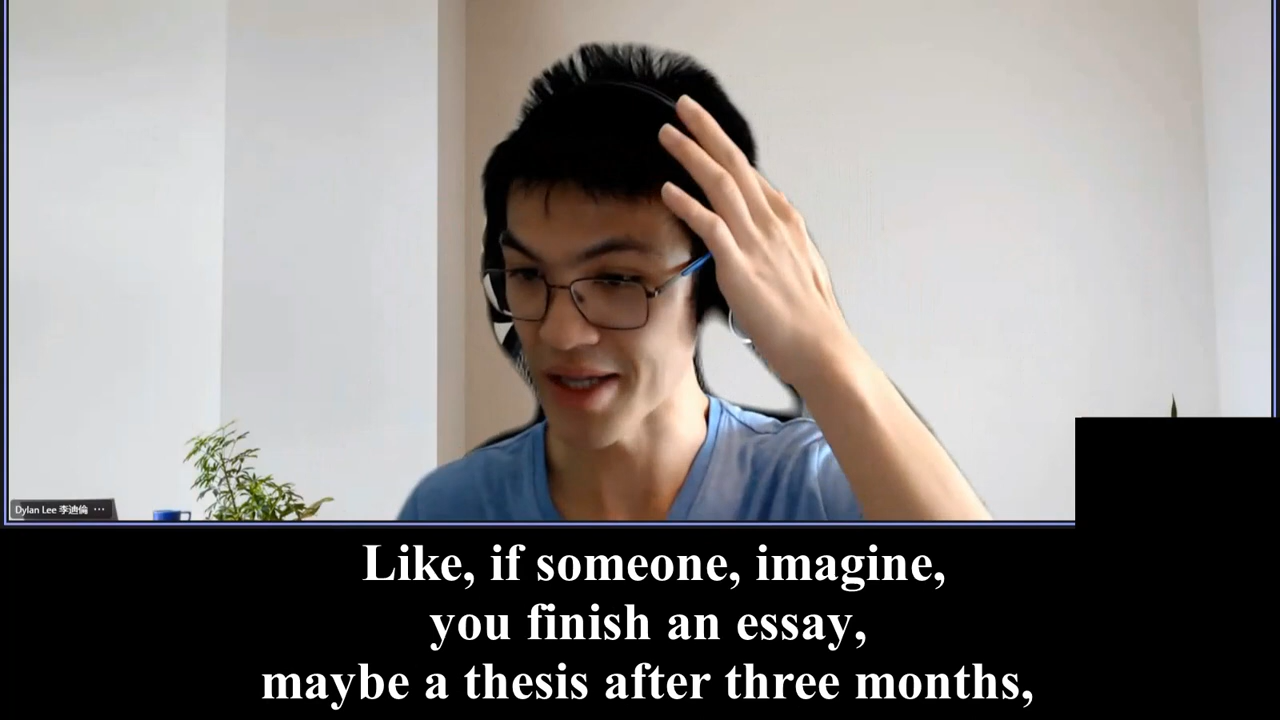 Dylan Lee 李迪倫 ···
Like, if someone, imagine,
you finish an essay,
maybe a thesis after three months,